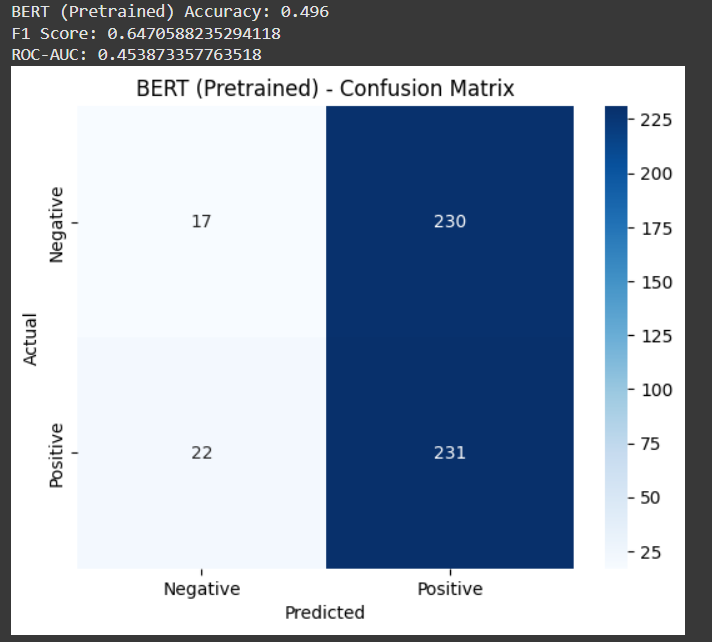 BERT (Pretrained) Accuracy: 0.496
F1 Score: 0.6470588235294118
ROC-AUC: 0.453873357763518
BERT (Pretrained) - Confusion Matrix
Negative
17
230
Positive
22
231
Actual
Negative
Positive
Predicted
225
200
175
150
125
100
75
50
25